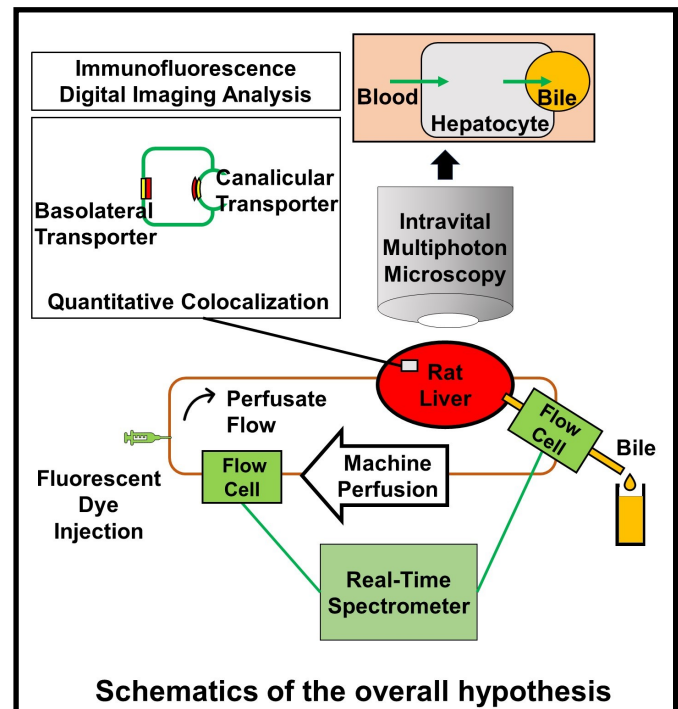 Immunofluorescence
Digital Imaging Analysis
Canalicular
Transporter
Basolateral
Transporter
Quantitative Colocalization
Blood
Bile
Hepatocyte
Intravital
Multiphoton
Microscopy
Rat
Liver
Perfusate
Flow
Flow
Cell
Bile
Fluorescent
Dye
Injection
Flow
Cell
Machine
Perfusion
Real-Time
Spectrometer
Schematics of the overall hypothesis